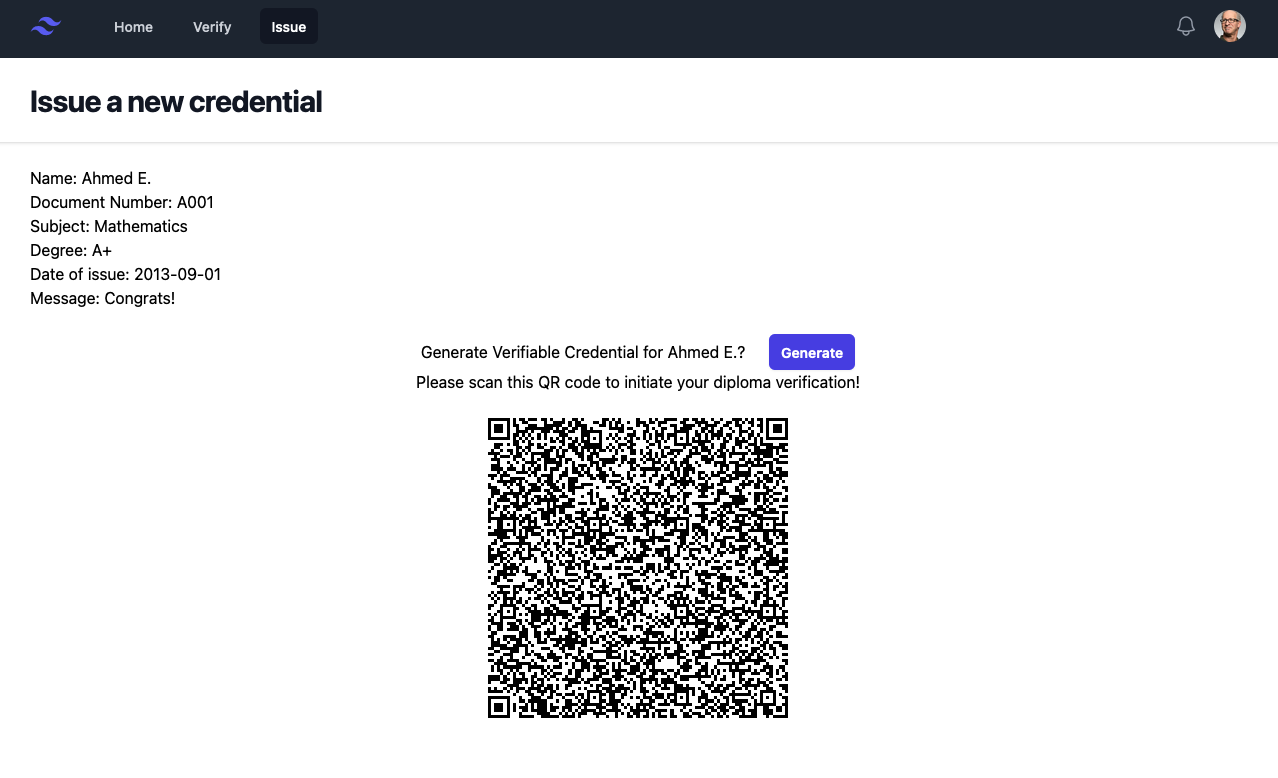 Home Verify Issue
Issue a new credential
Name: Ahmed E.
Document Number: A001
Subject: Mathematics
Degree: A+
Date of issue: 2013-09-01
Message: Congrats!
Generate Verifiable Credential for Ahmed E.? Generate
Please scan this QR code to initiate your diploma verification!